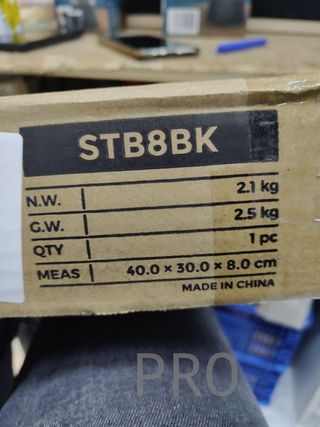 STB8BK
N.W. | 2.1 kg
G.W. | 2.5 kg
QTY | 1 pc
MEAS | 40.0 × 30.0 × 8.0 cm
MADE IN CHINA
PRO